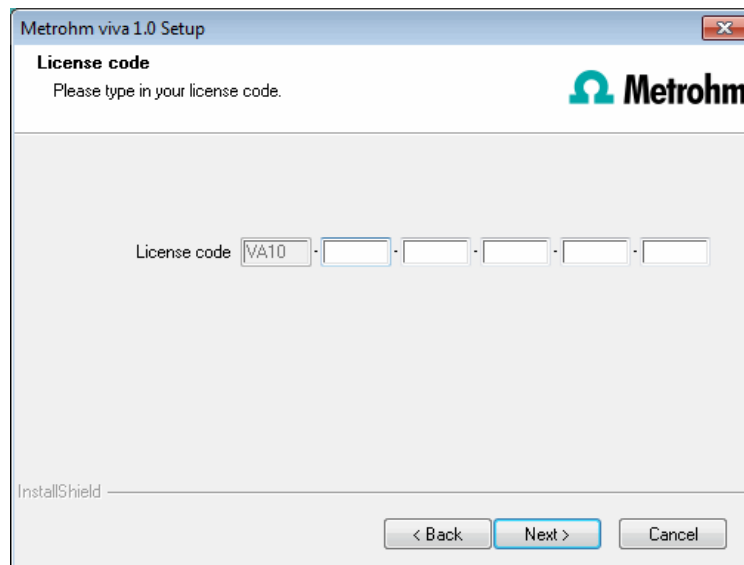 Metrohm viva 1.0 Setup
License code
Please type in your license code.
Metrohm
License code VA10 - - - - -
InstallShield
< Back Next > Cancel